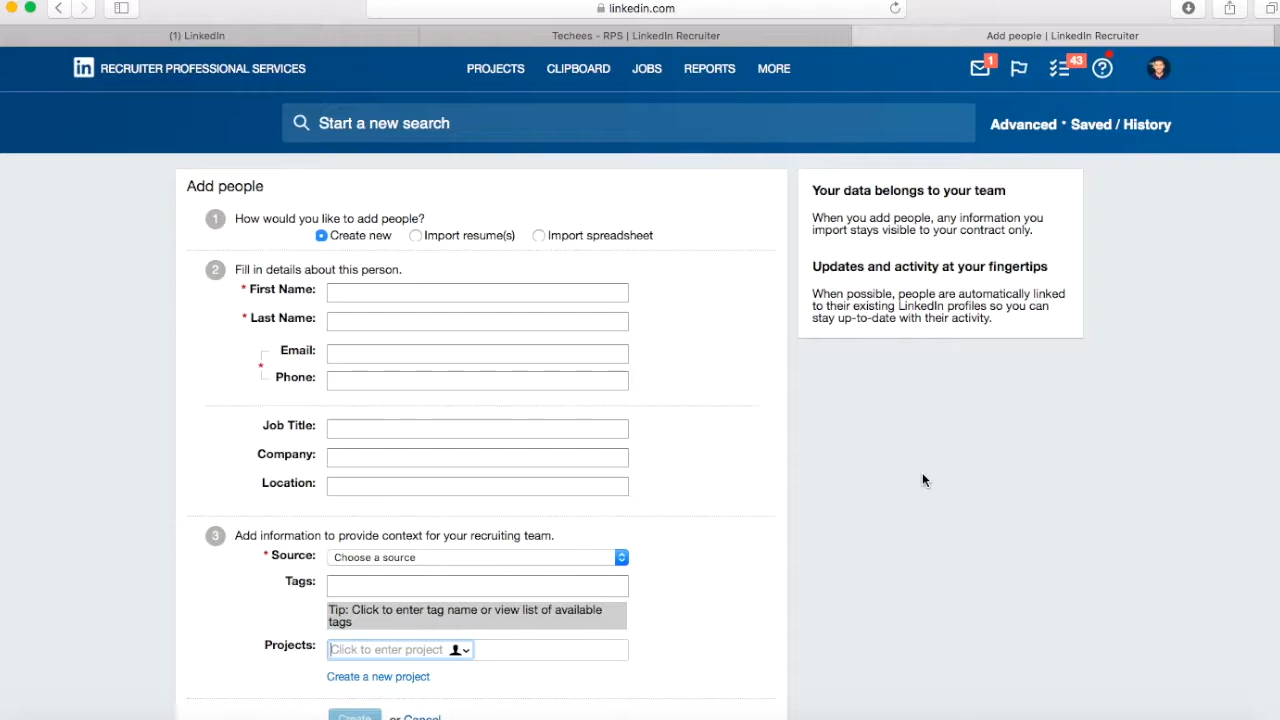 linkedin.com
(1) LinkedIn
Techees - RPS | LinkedIn Recruiter
Add people | LinkedIn Recruiter
in RECRUITER PROFESSIONAL SERVICES
PROJECTS
CLIPBOARD
JOBS
REPORTS
MORE
1
43
?
Start a new search
Advanced • Saved / History
Add people
1 How would you like to add people?
Create new
Import resume(s)
Import spreadsheet
2 Fill in details about this person.
* First Name:
* Last Name:
Email:
*
Phone:
Job Title:
Company:
Location:
3 Add information to provide context for your recruiting team.
* Source: Choose a source
Tags:
Tip: Click to enter tag name or view list of available
tags
Projects: Click to enter project
Create a new project
Create or Cancel
Your data belongs to your team
When you add people, any information you
import stays visible to your contract only.
Updates and activity at your fingertips
When possible, people are automatically linked
to their existing LinkedIn profiles so you can
stay up-to-date with their activity.